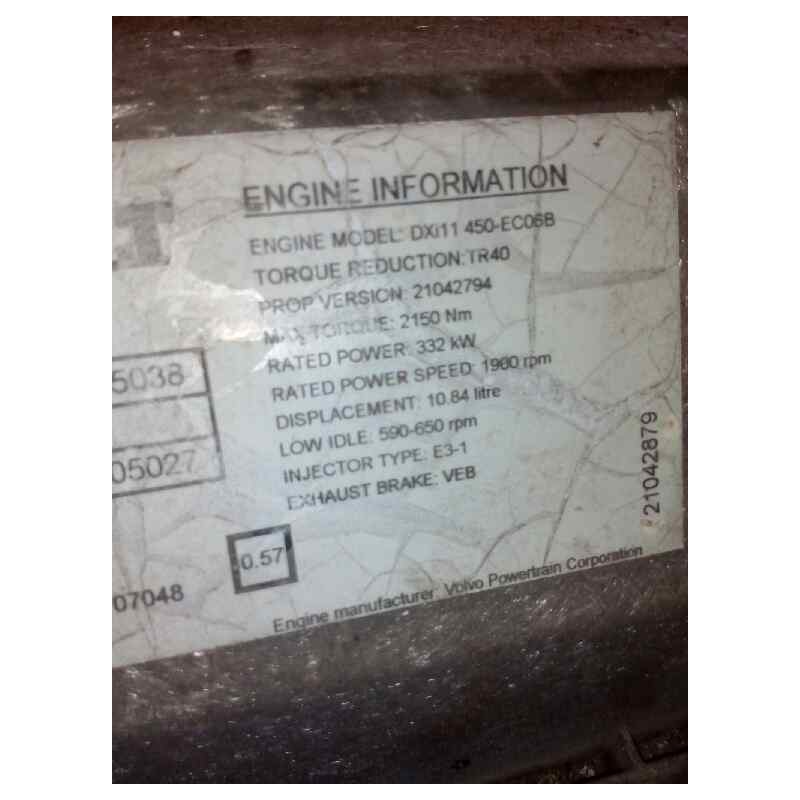 ENGINE INFORMATION
ENGINE MODEL: DXi11 450-EC06B
TORQUE REDUCTION:TR40
PROP VERSION: 21042794
MAX TORQUE: 2150 Nm
RATED POWER: 332 kW
RATED POWER SPEED: 1900 rpm
DISPLACEMENT: 10.84 litre
LOW IDLE: 590-650 rpm
INJECTOR TYPE: E3-1
EXHAUST BRAKE: VEB
5038
05027
0.57
07048
21042879
Engine manufacturer: Volvo Powertrain Corporation